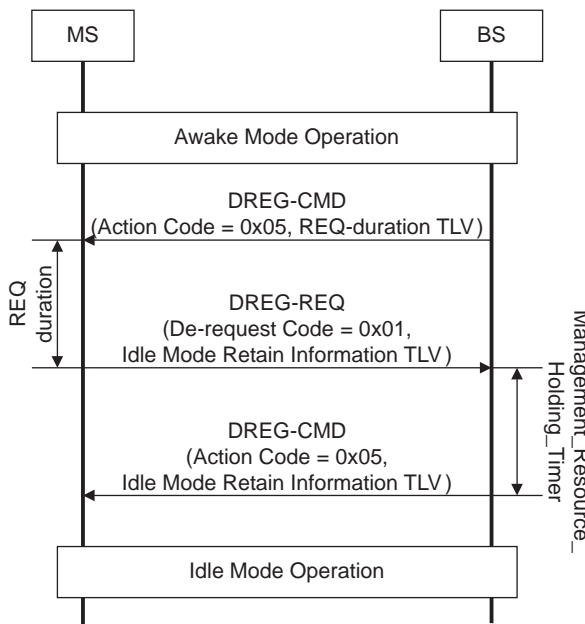 MS
BS
Awake Mode Operation
DREG-CMD
(Action Code = 0x05, REQ-duration TLV)
REQ
duration
DREG-REQ
(De-request Code = 0x01,
Idle Mode Retain Information TLV)
Management_Resource_
Holding_Timer
DREG-CMD
(Action Code = 0x05,
Idle Mode Retain Information TLV)
Idle Mode Operation